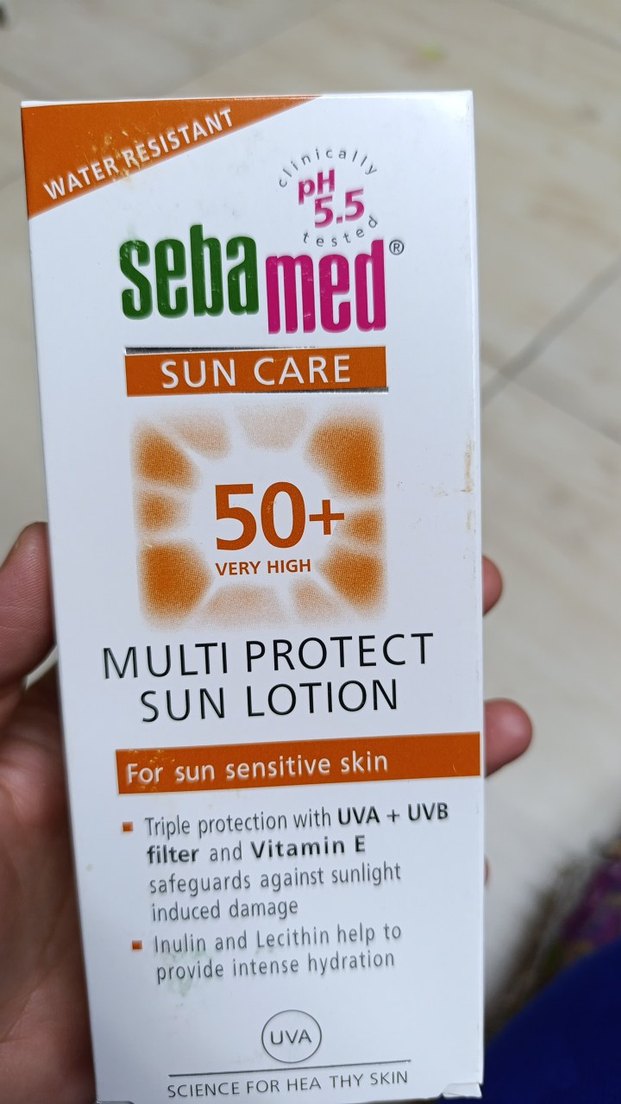 WATER RESISTANT
clinically
pH
5.5
tested
sebamed®
SUN CARE
50+
VERY HIGH
MULTI PROTECT
SUN LOTION
For sun sensitive skin
Triple protection with UVA + UVB
filter and Vitamin E
safeguards against sunlight
induced damage
Inulin and Lecithin help to
provide intense hydration
UVA
SCIENCE FOR HEA THY SKIN